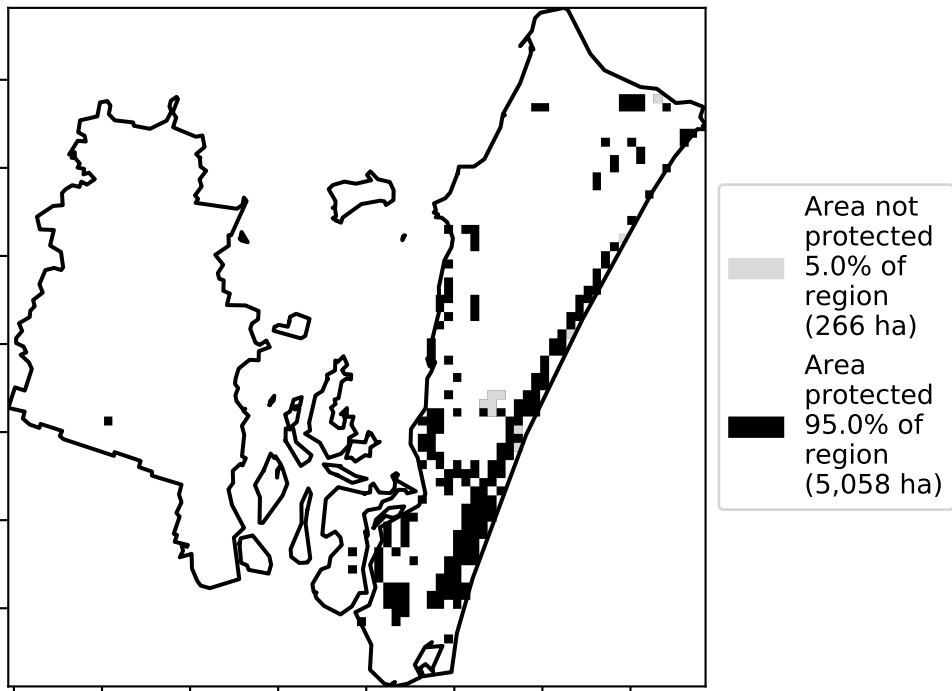 Area not
protected
5.0% of
region
(266 ha)
Area
protected
95.0% of
region
(5,058 ha)